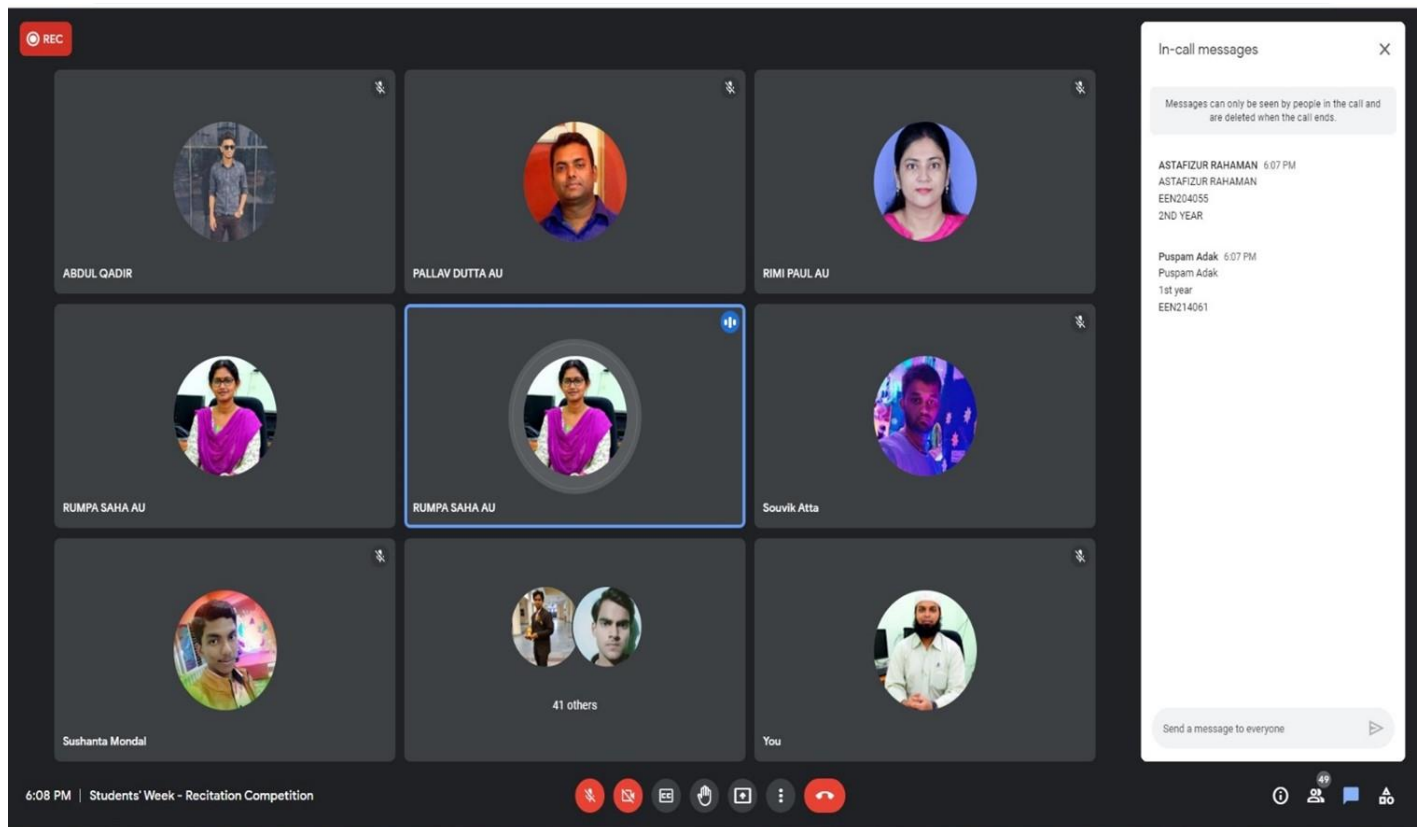 REC
ABDUL QADIR
PALLAV DUTTA AU
RIMI PAUL AU
RUMPA SAHA AU
RUMPA SAHA AU
Souvik Atta
Sushanta Mondal
41 others
You
In-call messages
Messages can only be seen by people in the call and
are deleted when the call ends.
ASTAFIZUR RAHAMAN 6:07 PM
ASTAFIZUR RAHAMAN
EEN204055
2ND YEAR
Puspam Adak 6:07 PM
Puspam Adak
1st year
EEN214061
Send a message to everyone
6:08 PM | Students' Week - Recitation Competition
CC
49